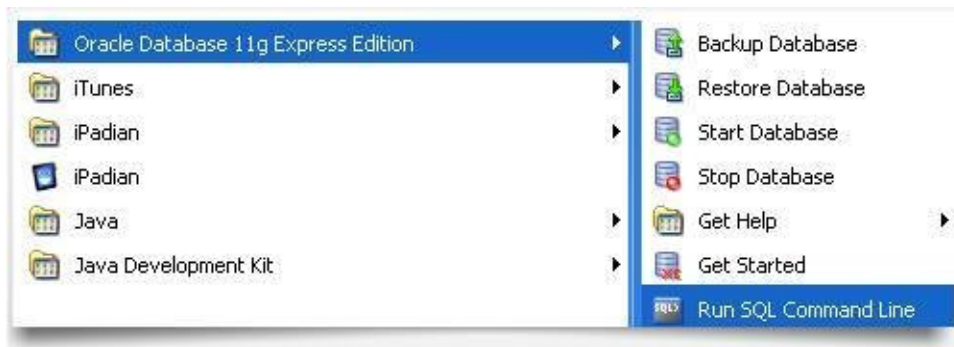 Oracle Database 11g Express Edition
iTunes
iPadian
iPadian
Java
Java Development Kit
Backup Database
Restore Database
Start Database
Stop Database
Get Help
Get Started
Run SQL Command Line